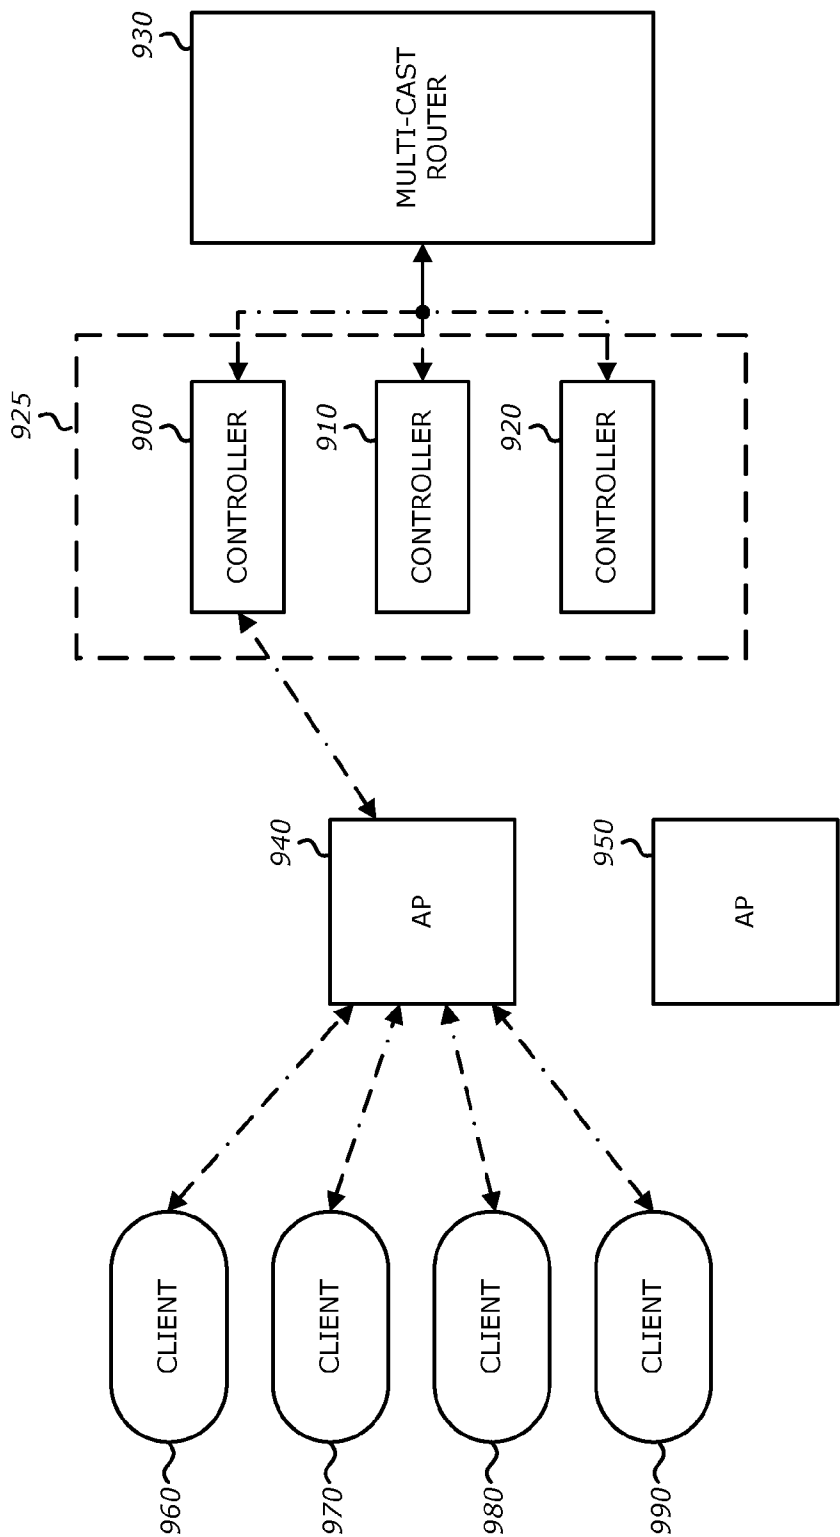 930
MULTI-CAST
ROUTER
925
900
CONTROLLER
910
CONTROLLER
920
CONTROLLER
940
AP
950
AP
CLIENT
960
CLIENT
970
CLIENT
980
CLIENT
990